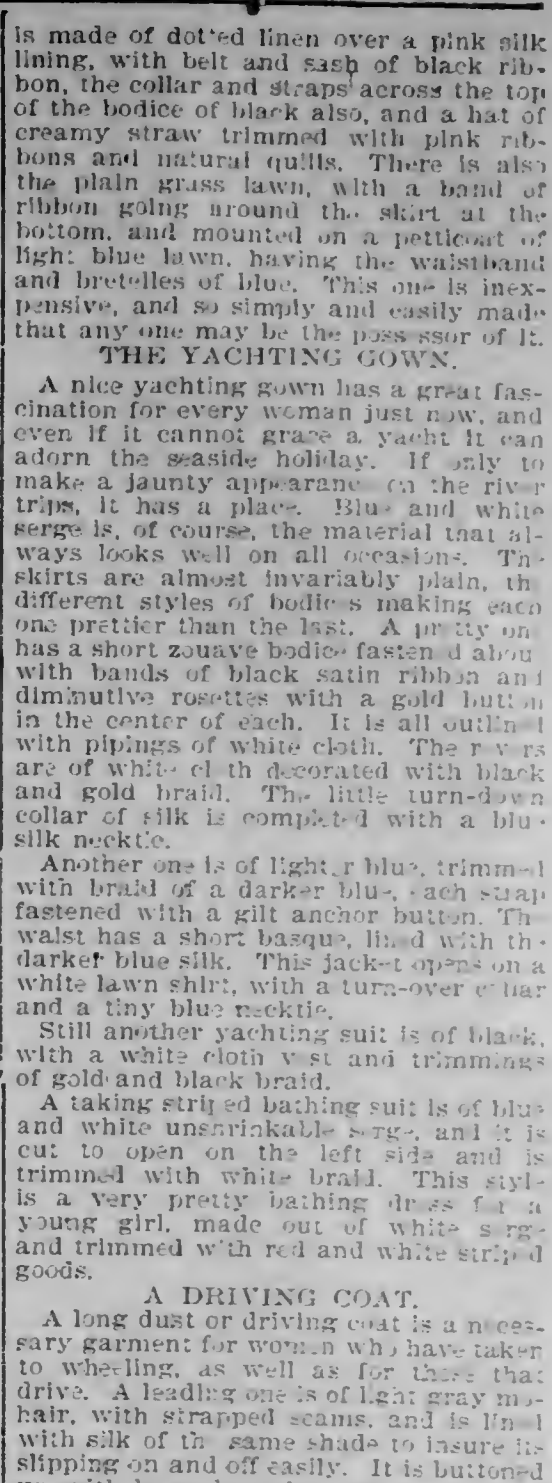 is made of dotted linen over a pink silk
lining, with belt and sash of black rib-
bon, the collar and straps across the top
of the bodice of black also, and a hat of
creamy straw trimmed with pink rib-
bons and natural quills. There is also
the plain grass lawn, with a band of
ribbon going around the skirt at the
bottom, and mounted on a petticoat of
light blue lawn, having the waistband
and bretelles of blue. This one is inex-
pensive, and so simply and easily made
that any one may be the possessor of it.
THE YACHTING GOWN.
A nice yachting gown has a great fas-
cination for every woman just now, and
even if it cannot grace a yacht it can
adorn the seaside holiday. If only to
make a jaunty appearance on the river
trips, it has a place. Blue and white
serge is, of course, the material that al-
ways looks well on all occasions. The
skirts are almost invariably plain, the
different styles of bodices making each
one prettier than the last. A pretty one
has a short zouave bodice fastened about
with bands of black satin ribbon and
diminutive rosettes with a gold button
in the center of each. It is all outlined
with pipings of white cloth. The revers
are of white cloth decorated with black
and gold braid. The little turn-down
collar of silk is completed with a blue
silk necktie.
Another one is of lighter blue, trimmed
with braid of a darker blue, each strap
fastened with a gilt anchor button. The
waist has a short basque, lined with the
darker blue silk. This jacket opens on a
white lawn shirt, with a turn-over collar
and a tiny blue necktie.
Still another yachting suit is of black,
with a white cloth vest and trimmings
of gold and black braid.
A taking striped bathing suit is of blue
and white unshrinkable serge, and it is
cut to open on the left side and is
trimmed with white braid. This style
is a very pretty bathing dress for a
young girl, made out of white serge
and trimmed with red and white striped
goods.
A DRIVING COAT.
A long dust or driving coat is a neces-
sary garment for women who have taken
to wheeling, as well as for those that
drive. A leading one is of light gray mo-
hair, with strapped seams, and is lined
with silk of the same shade to insure its
slipping on and off easily. It is buttoned